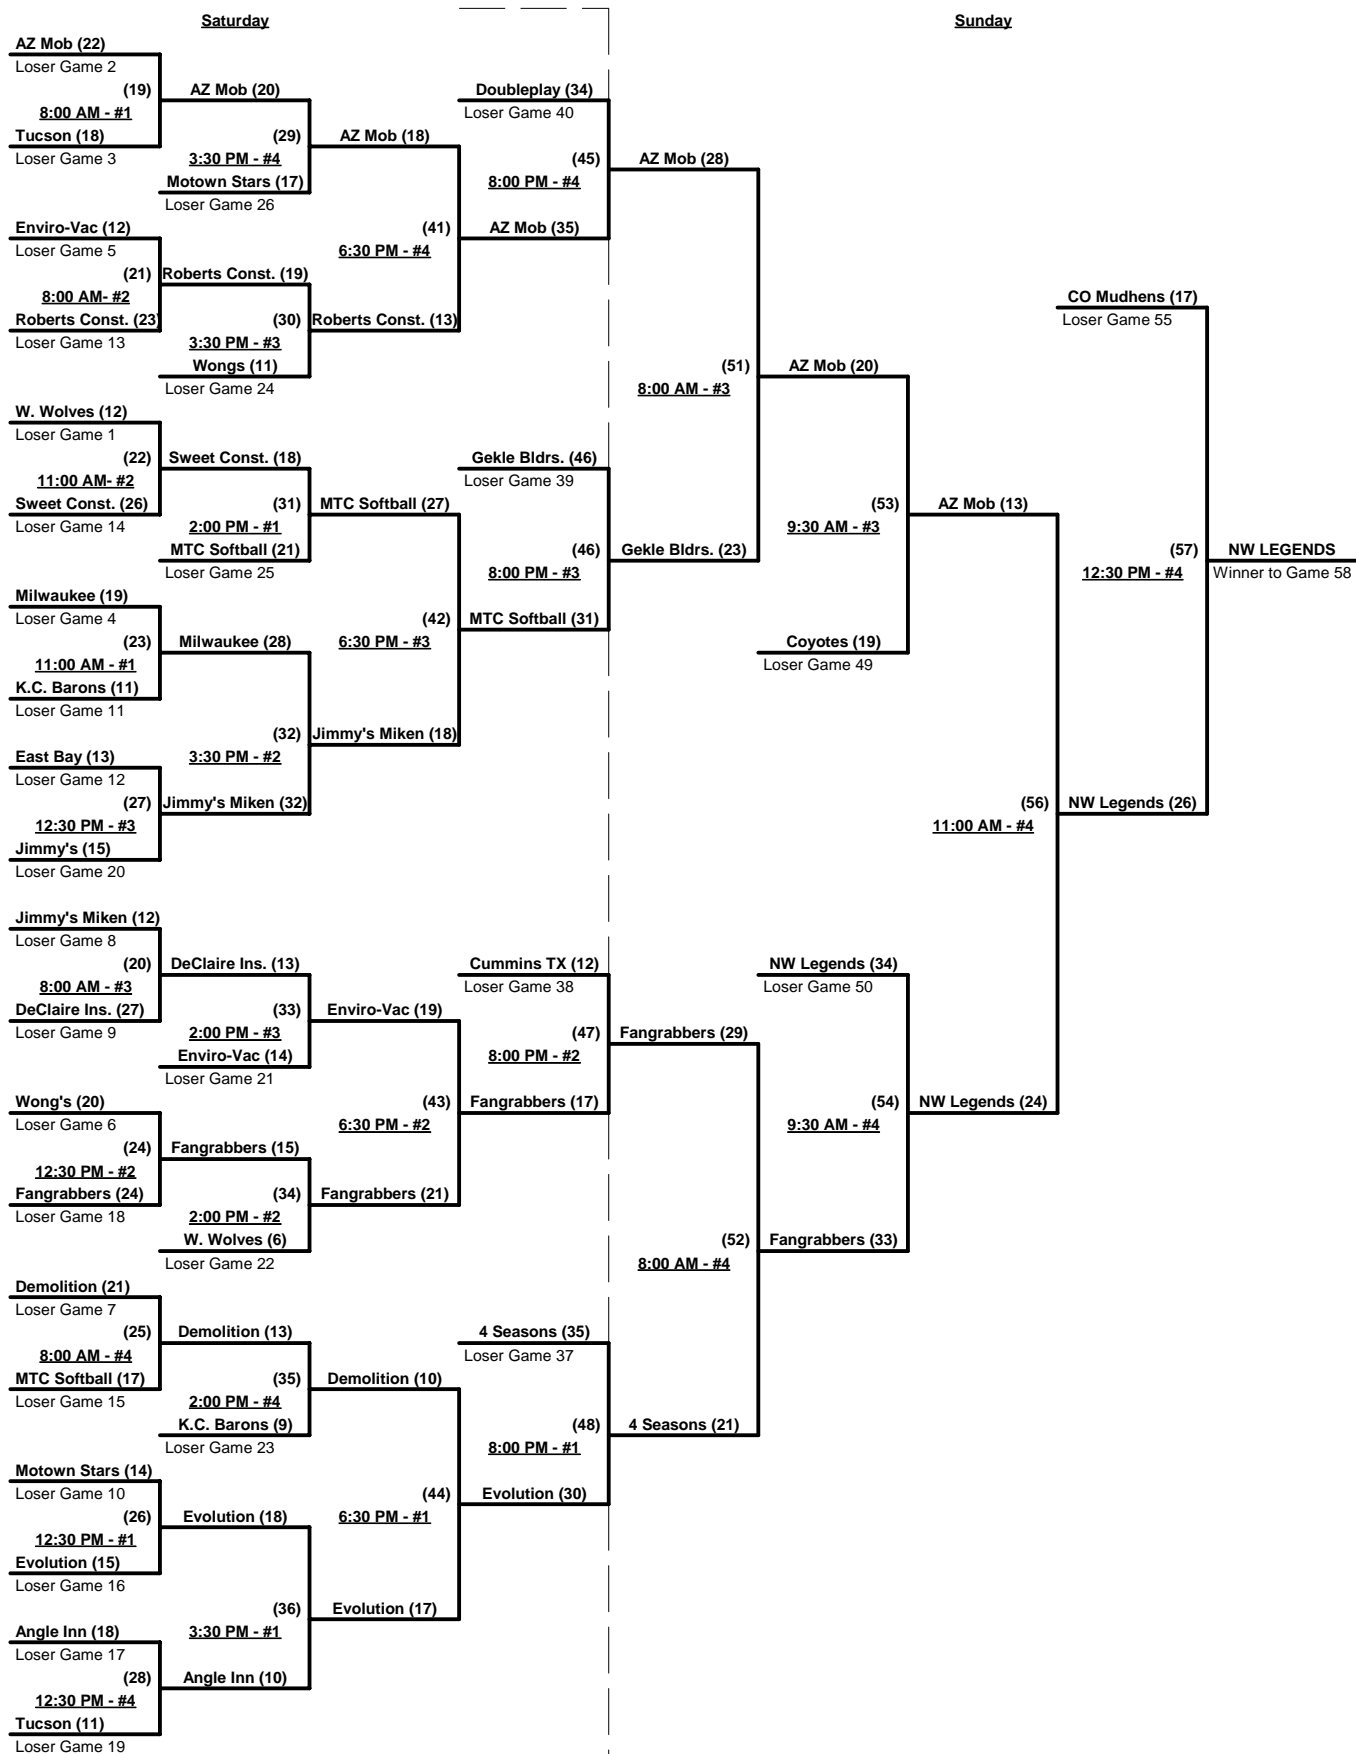 Saturday
Sunday
AZ Mob (22)
Loser Game 2
(19)
8:00 AM - #1
Tucson (18)
Loser Game 3
Enviro-Vac (12)
Loser Game 5
(21)
8:00 AM- #2
Roberts Const. (23)
Loser Game 13
W. Wolves (12)
Loser Game 1
(22)
11:00 AM- #2
Sweet Const. (26)
Loser Game 14
Milwaukee (19)
Loser Game 4
(23)
11:00 AM - #1
K.C. Barons (11)
Loser Game 11
East Bay (13)
Loser Game 12
(27)
12:30 PM - #3
Jimmy's (15)
Loser Game 20
Jimmy's Miken (12)
Loser Game 8
(20)
8:00 AM - #3
DeClaire Ins. (27)
Loser Game 9
Wong's (20)
Loser Game 6
(24)
12:30 PM - #2
Fangrabbers (24)
Loser Game 18
Demolition (21)
Loser Game 7
(25)
8:00 AM - #4
MTC Softball (17)
Loser Game 15
Motown Stars (14)
Loser Game 10
(26)
12:30 PM - #1
Evolution (15)
Loser Game 16
Angle Inn (18)
Loser Game 17
(28)
12:30 PM - #4
Tucson (11)
Loser Game 19
AZ Mob (20)
(29)
3:30 PM - #4
Motown Stars (17)
Loser Game 26
Roberts Const. (19)
(30)
3:30 PM - #3
Wongs (11)
Loser Game 24
Sweet Const. (18)
(31)
2:00 PM - #1
MTC Softball (21)
Loser Game 25
Milwaukee (28)
(32)
3:30 PM - #2
Jimmy's Miken (32)
DeClaire Ins. (13)
(33)
2:00 PM - #3
Enviro-Vac (14)
Loser Game 21
Fangrabbers (15)
(34)
2:00 PM - #2
W. Wolves (6)
Loser Game 22
Demolition (13)
(35)
2:00 PM - #4
K.C. Barons (9)
Loser Game 23
Evolution (18)
(36)
3:30 PM - #1
Angle Inn (10)
AZ Mob (18)
(41)
6:30 PM - #4
Roberts Const. (13)
MTC Softball (27)
(42)
6:30 PM - #3
Jimmy's Miken (18)
Enviro-Vac (19)
(43)
6:30 PM - #2
Fangrabbers (21)
Demolition (10)
(44)
6:30 PM - #1
Evolution (17)
Doubleplay (34)
Loser Game 40
(45)
8:00 PM - #4
AZ Mob (35)
Gekle Bldrs. (46)
Loser Game 39
(46)
8:00 PM - #3
MTC Softball (31)
Cummins TX (12)
Loser Game 38
(47)
8:00 PM - #2
Fangrabbers (17)
4 Seasons (35)
Loser Game 37
(48)
8:00 PM - #1
Evolution (30)
AZ Mob (28)
(51)
8:00 AM - #3
Gekle Bldrs. (23)
Fangrabbers (29)
(52)
8:00 AM - #4
4 Seasons (21)
AZ Mob (20)
(53)
9:30 AM - #3
Coyotes (19)
Loser Game 49
NW Legends (34)
Loser Game 50
(54)
9:30 AM - #4
Fangrabbers (33)
AZ Mob (13)
(56)
11:00 AM - #4
NW Legends (24)
CO Mudhens (17)
Loser Game 55
(57)
12:30 PM - #4
NW Legends (26)
NW LEGENDS
Winner to Game 58